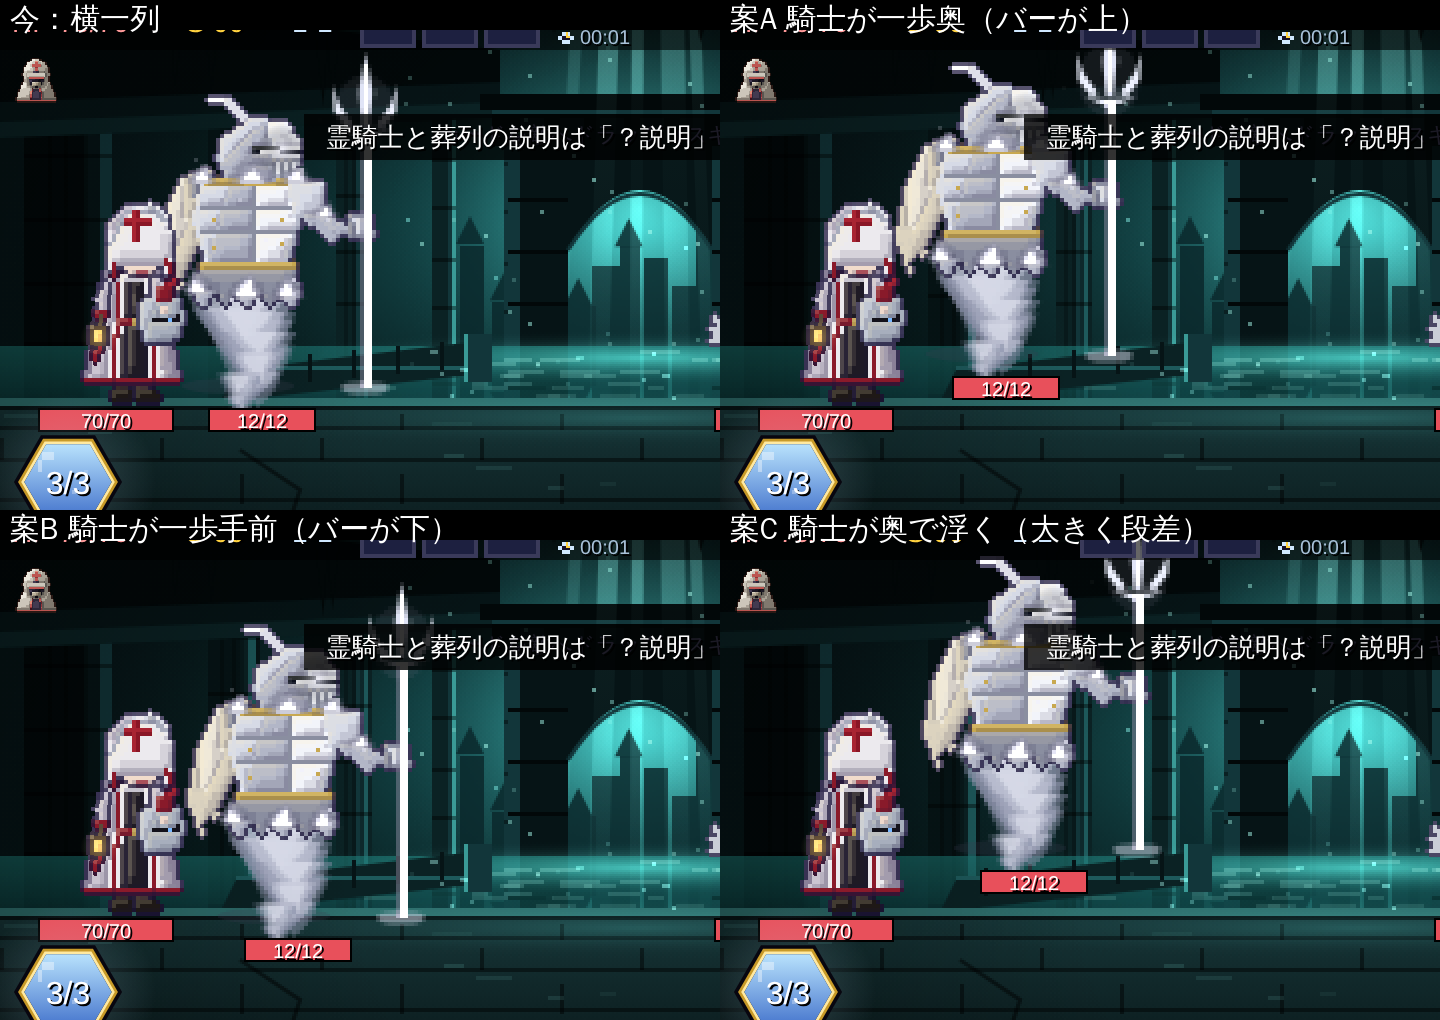 今：横一列
00:01
霊騎士と葬列の説明は「？説明」
70/70
12/12
3/3
案A 騎士が一歩奥（バーが上）
00:01
霊騎士と葬列の説明は「？説明」
12/12
70/70
3/3
案B 騎士が一歩手前（バーが下）
00:01
霊騎士と葬列の説明は「？説明」
70/70
12/12
3/3
案C 騎士が奥で浮く（大きく段差）
00:01
霊騎士と葬列の説明は「？説明」
12/12
70/70
3/3